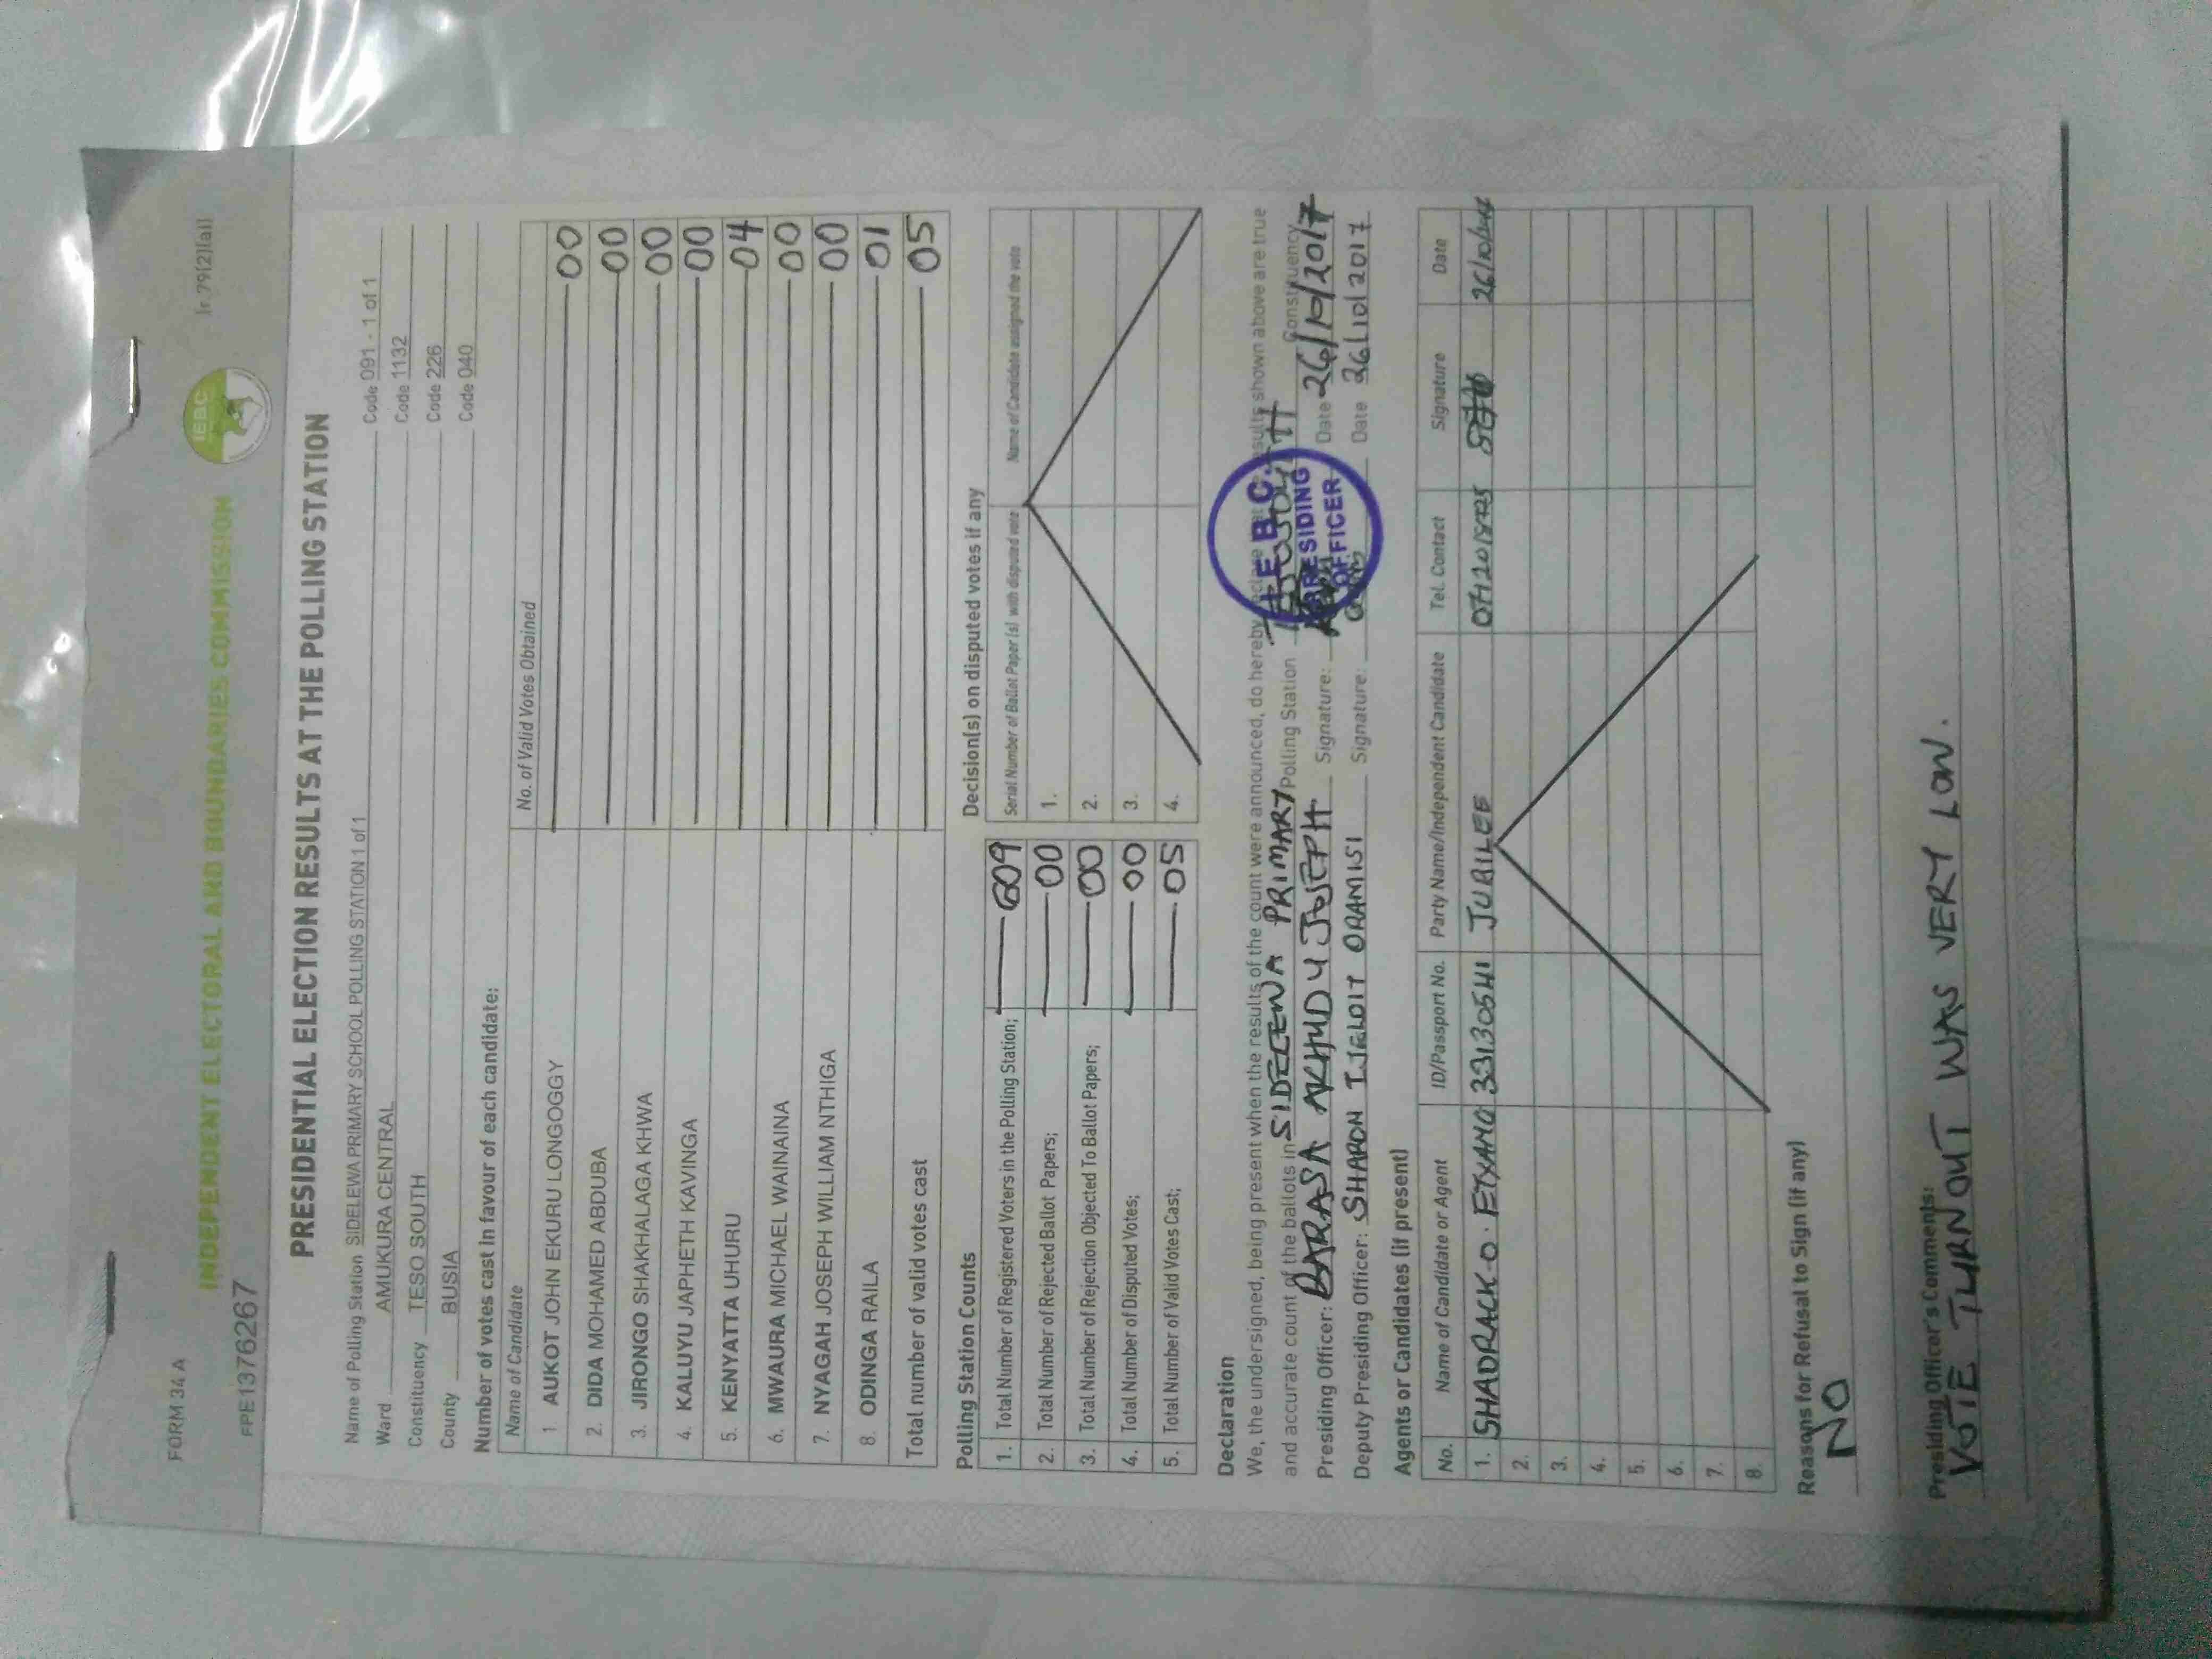 FORM 34 A
(r 79(2)(a))
INDEPENDENT ELECTORAL AND BOUNDARIES COMMISSION
IEBC
FPE1376267
PRESIDENTIAL ELECTION RESULTS AT THE POLLING STATION
Name of Polling Station SIDELEWA PRIMARY SCHOOL POLLING STATION 1 of 1 Code 091 - 1 of 1
Ward AMUKURA CENTRAL Code 1132
Constituency TESO SOUTH Code 226
County BUSIA Code 040
Number of votes cast in favour of each candidate:
Name of Candidate No. of Valid Votes Obtained
1 AUKOT JOHN EKURU LONGOGGY 00
2. DIDA MOHAMED ABDUBA 00
3. JIRONGO SHAKHALAGA KHWA 00
4. KALUYU JAPHETH KAVINGA 00
5. KENYATTA UHURU 04
6. MWAURA MICHAEL WAINAINA 00
7. NYAGAH JOSEPH WILLIAM NTHIGA 00
8. ODINGA RAILA 01
Total number of valid votes cast 05
Polling Station Counts
1. Total Number of Registered Voters in the Polling Station; 609
2. Total Number of Rejected Ballot Papers; 00
3. Total Number of Rejection Objected To Ballot Papers; 00
4. Total Number of Disputed Votes; 00
5. Total Number of Valid Votes Cast; 05
Decision(s) on disputed votes if any
Serial Number of Ballot Paper (s) with disputed vote Name of Candidate assigned the vote
1.
2.
3.
4.
Declaration
We, the undersigned, being present when the results of the count were announced, do hereby results shown above are true
and accurate count of the ballots in SIDELEWA PRIMARY Polling Station Constituency
Presiding Officer: BARASA JOSEPH Signature: Date 26/10/2017
Deputy Presiding Officer: SHARON Signature: Date 26/10/2017
I.E.B.C.
PRESIDING
OFFICER
Agents or Candidates (if present)
No. Name of Candidate or Agent ID/Passport No. Party Name/Independent Candidate Tel. Contact Signature Date
1. SHADRACK O. 33130541 JUBILEE
2.
3.
4.
5.
6.
7.
8.
Reasons for Refusal to Sign (if any)
NO
Presiding Officer's Comments:
VOTE TURNOUT WAS VERY LOW.